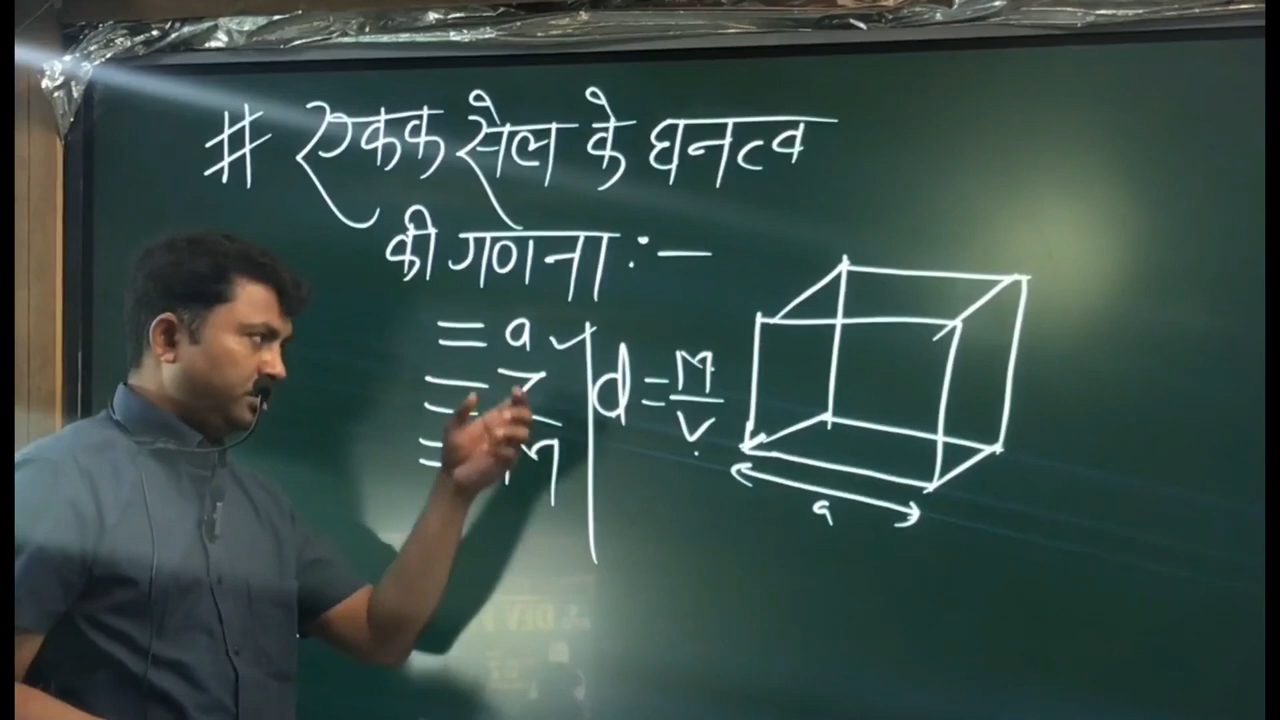 # एकक सेल के घनत्व
की गणना :-
= a ✓
= Z
= M
d = M/V
a